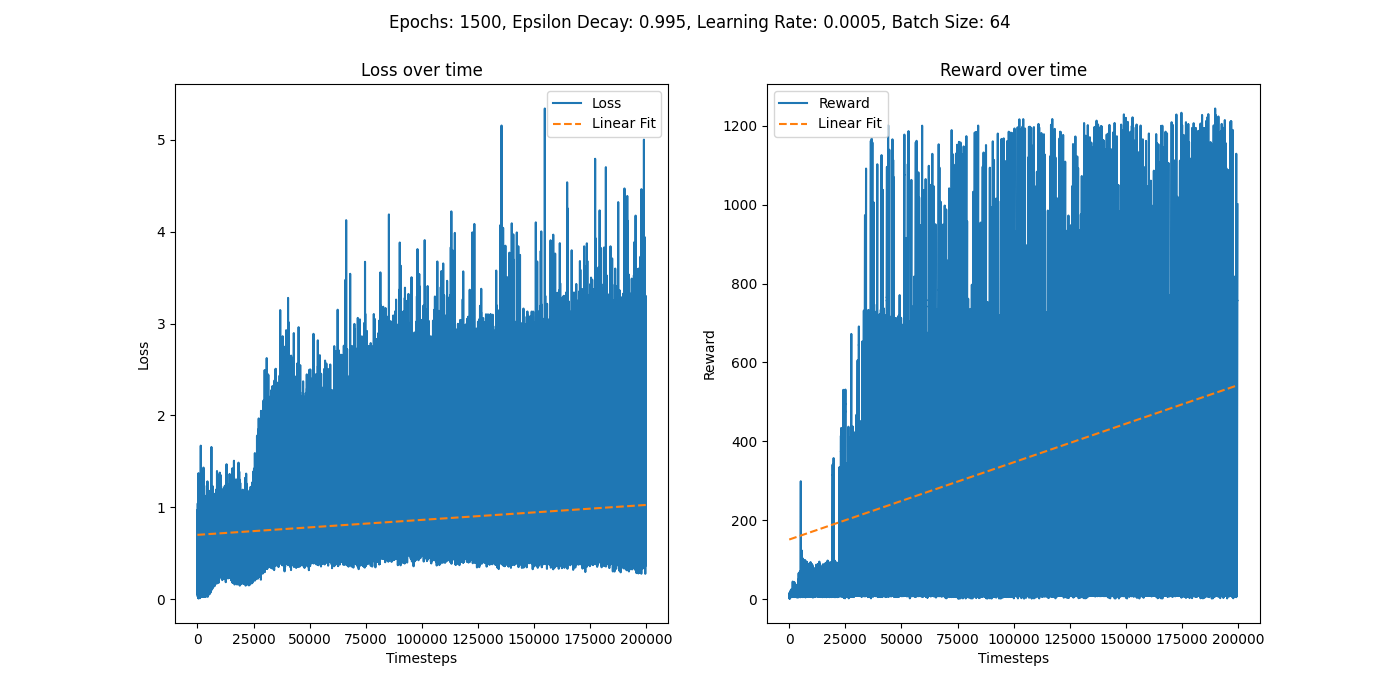 Epochs: 1500, Epsilon Decay: 0.995, Learning Rate: 0.0005, Batch Size: 64
Loss over time
Loss
Linear Fit
5
4
3
2
1
0
Loss
0 25000 50000 75000 100000 125000 150000 175000 200000
Timesteps
Reward over time
Reward
Linear Fit
1200
1000
800
600
400
200
0
Reward
0 25000 50000 75000 100000 125000 150000 175000 200000
Timesteps